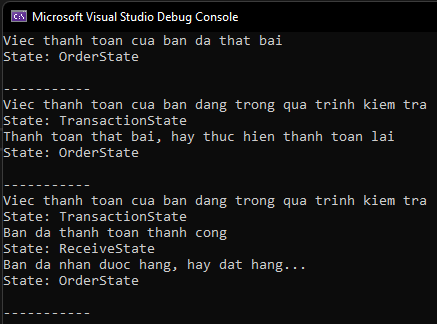 Microsoft Visual Studio Debug Console
Viec thanh toan cua ban da that bai
State: OrderState
-----------
Viec thanh toan cua ban dang trong qua trinh kiem tra
State: TransactionState
Thanh toan that bai, hay thuc hien thanh toan lai
State: OrderState
-----------
Viec thanh toan cua ban dang trong qua trinh kiem tra
State: TransactionState
Ban da thanh toan thanh cong
State: ReceiveState
Ban da nhan duoc hang, hay dat hang...
State: OrderState
-----------